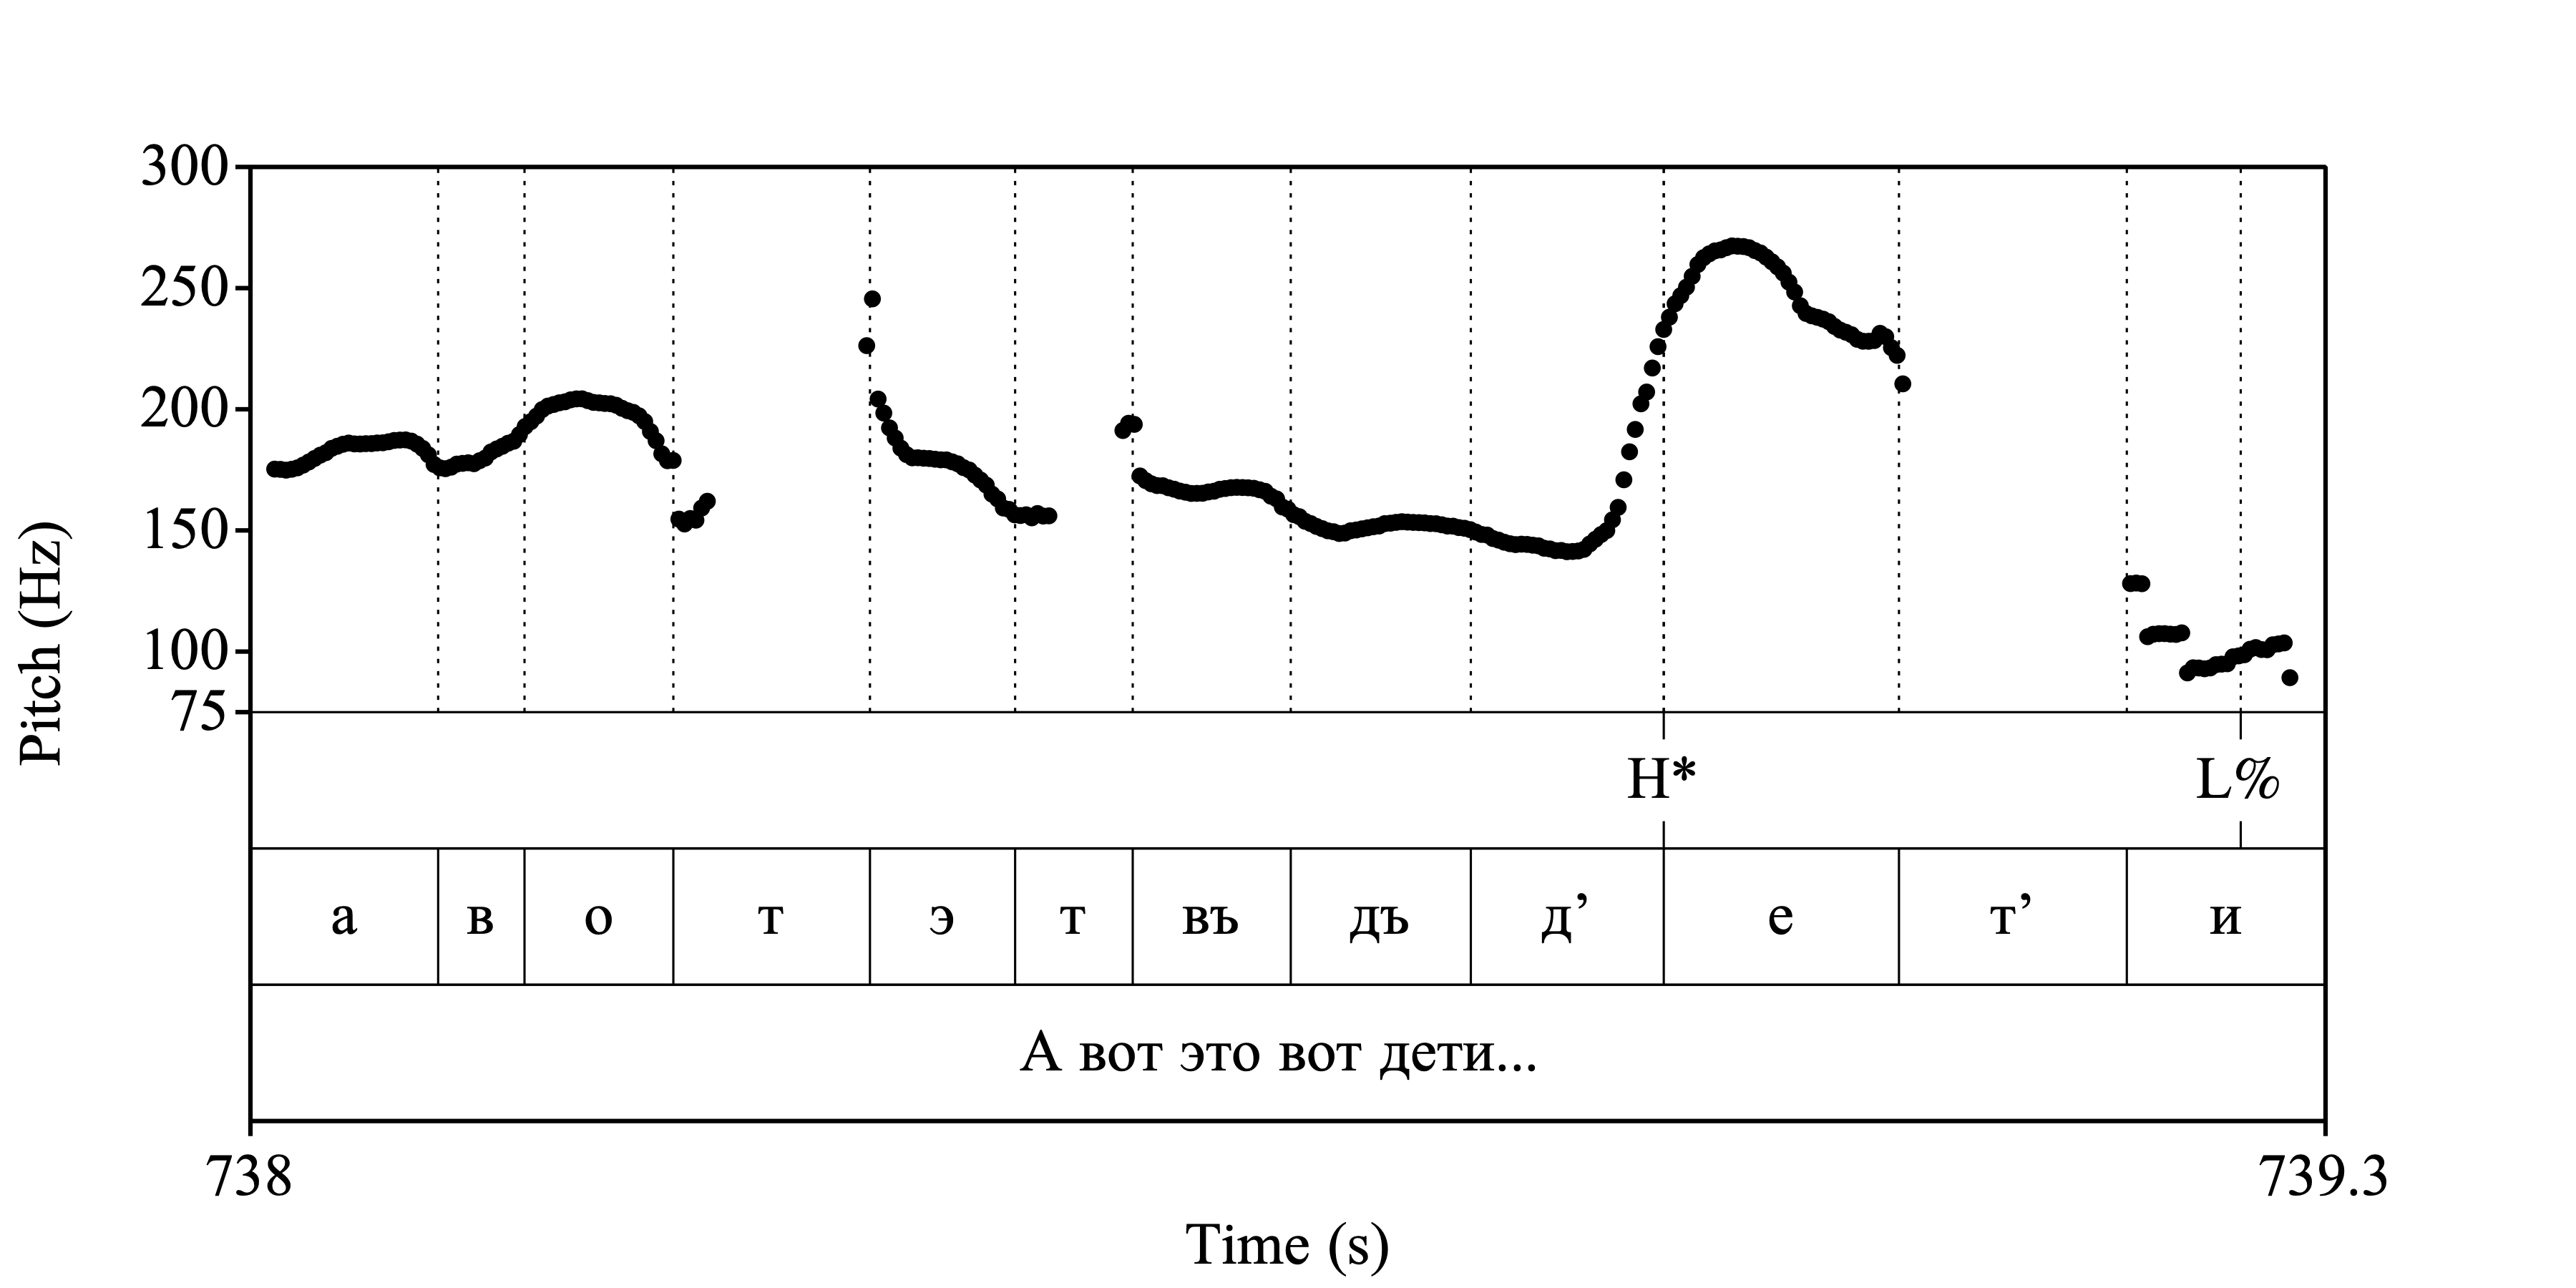 300
250
200
150
100
75
Pitch (Hz)
H* L%
а в о т э т въ дъ д’ е т’ и
А вот это вот дети...
738 739.3
Time (s)